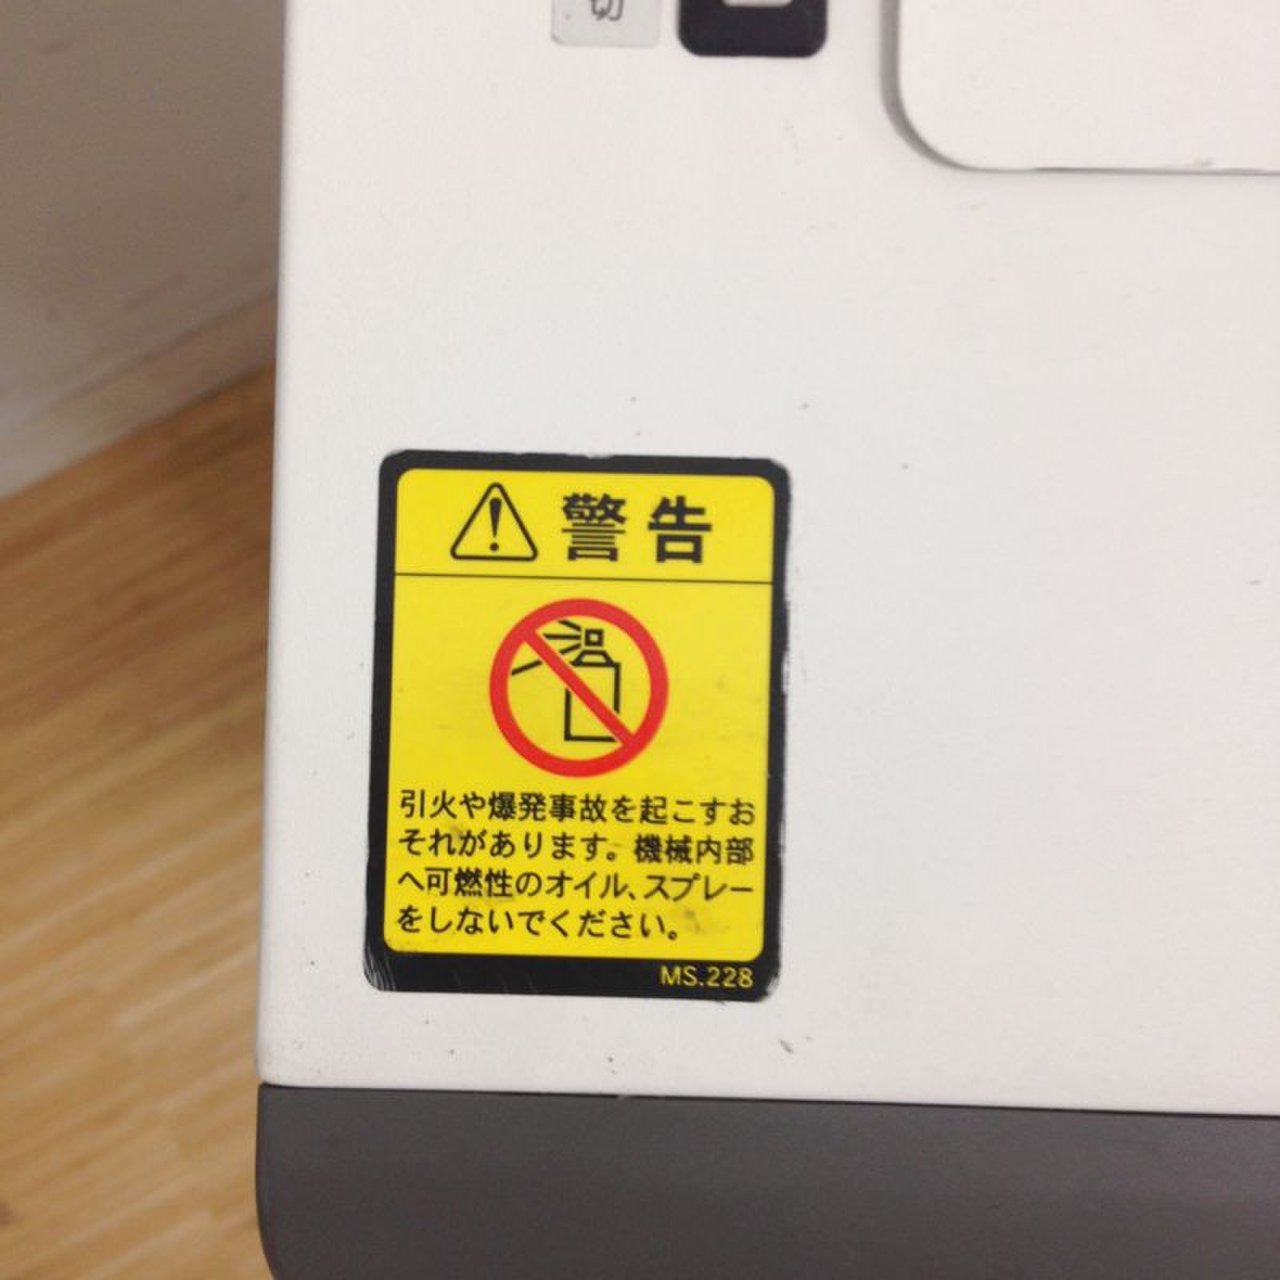 切
警告
引火や爆発事故を起こすお
それがあります。機械内部
へ可燃性のオイル、スプレー
をしないでください。
MS.228